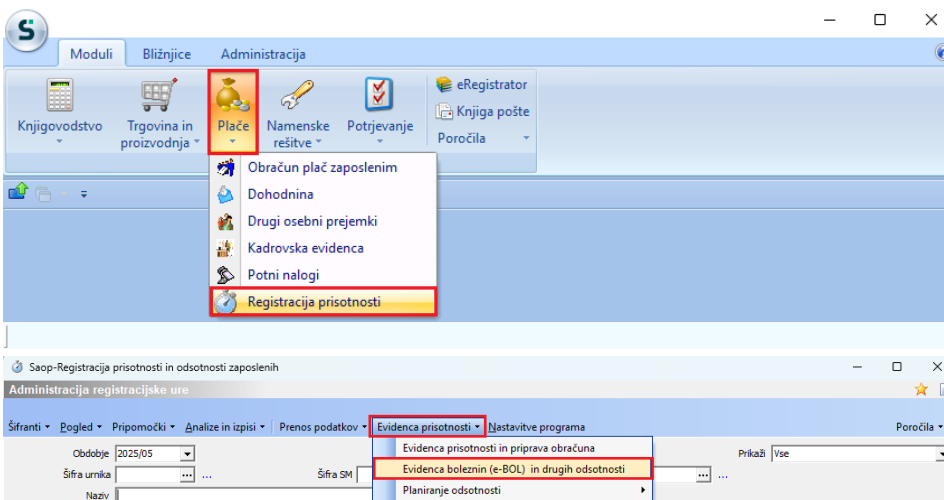 S
Moduli Bližnjice Administracija
Knjigovodstvo
Trgovina in
proizvodnja
Plače
Namenske
rešitve
Potrjevanje
eRegistrator
Knjiga pošte
Poročila
Obračun plač zaposlenim
Dohodnina
Drugi osebni prejemki
Kadrovska evidenca
Potni nalogi
Registracija prisotnosti
Saop-Registracija prisotnosti in odsotnosti zaposlenih
Administracija registracijske ure
Šifranti Pogled Pripomočki Analize in izpisi Prenos podatkov Evidenca prisotnosti Nastavitve programa Poročila
Evidenca prisotnosti in priprava obračuna
Evidenca boleznin (e-BOL) in drugih odsotnosti
Planiranje odsotnosti
Obdobje 2025/05 Prikaži Vse
Šifra urnika ... ... Šifra SM ... ...
Naziv